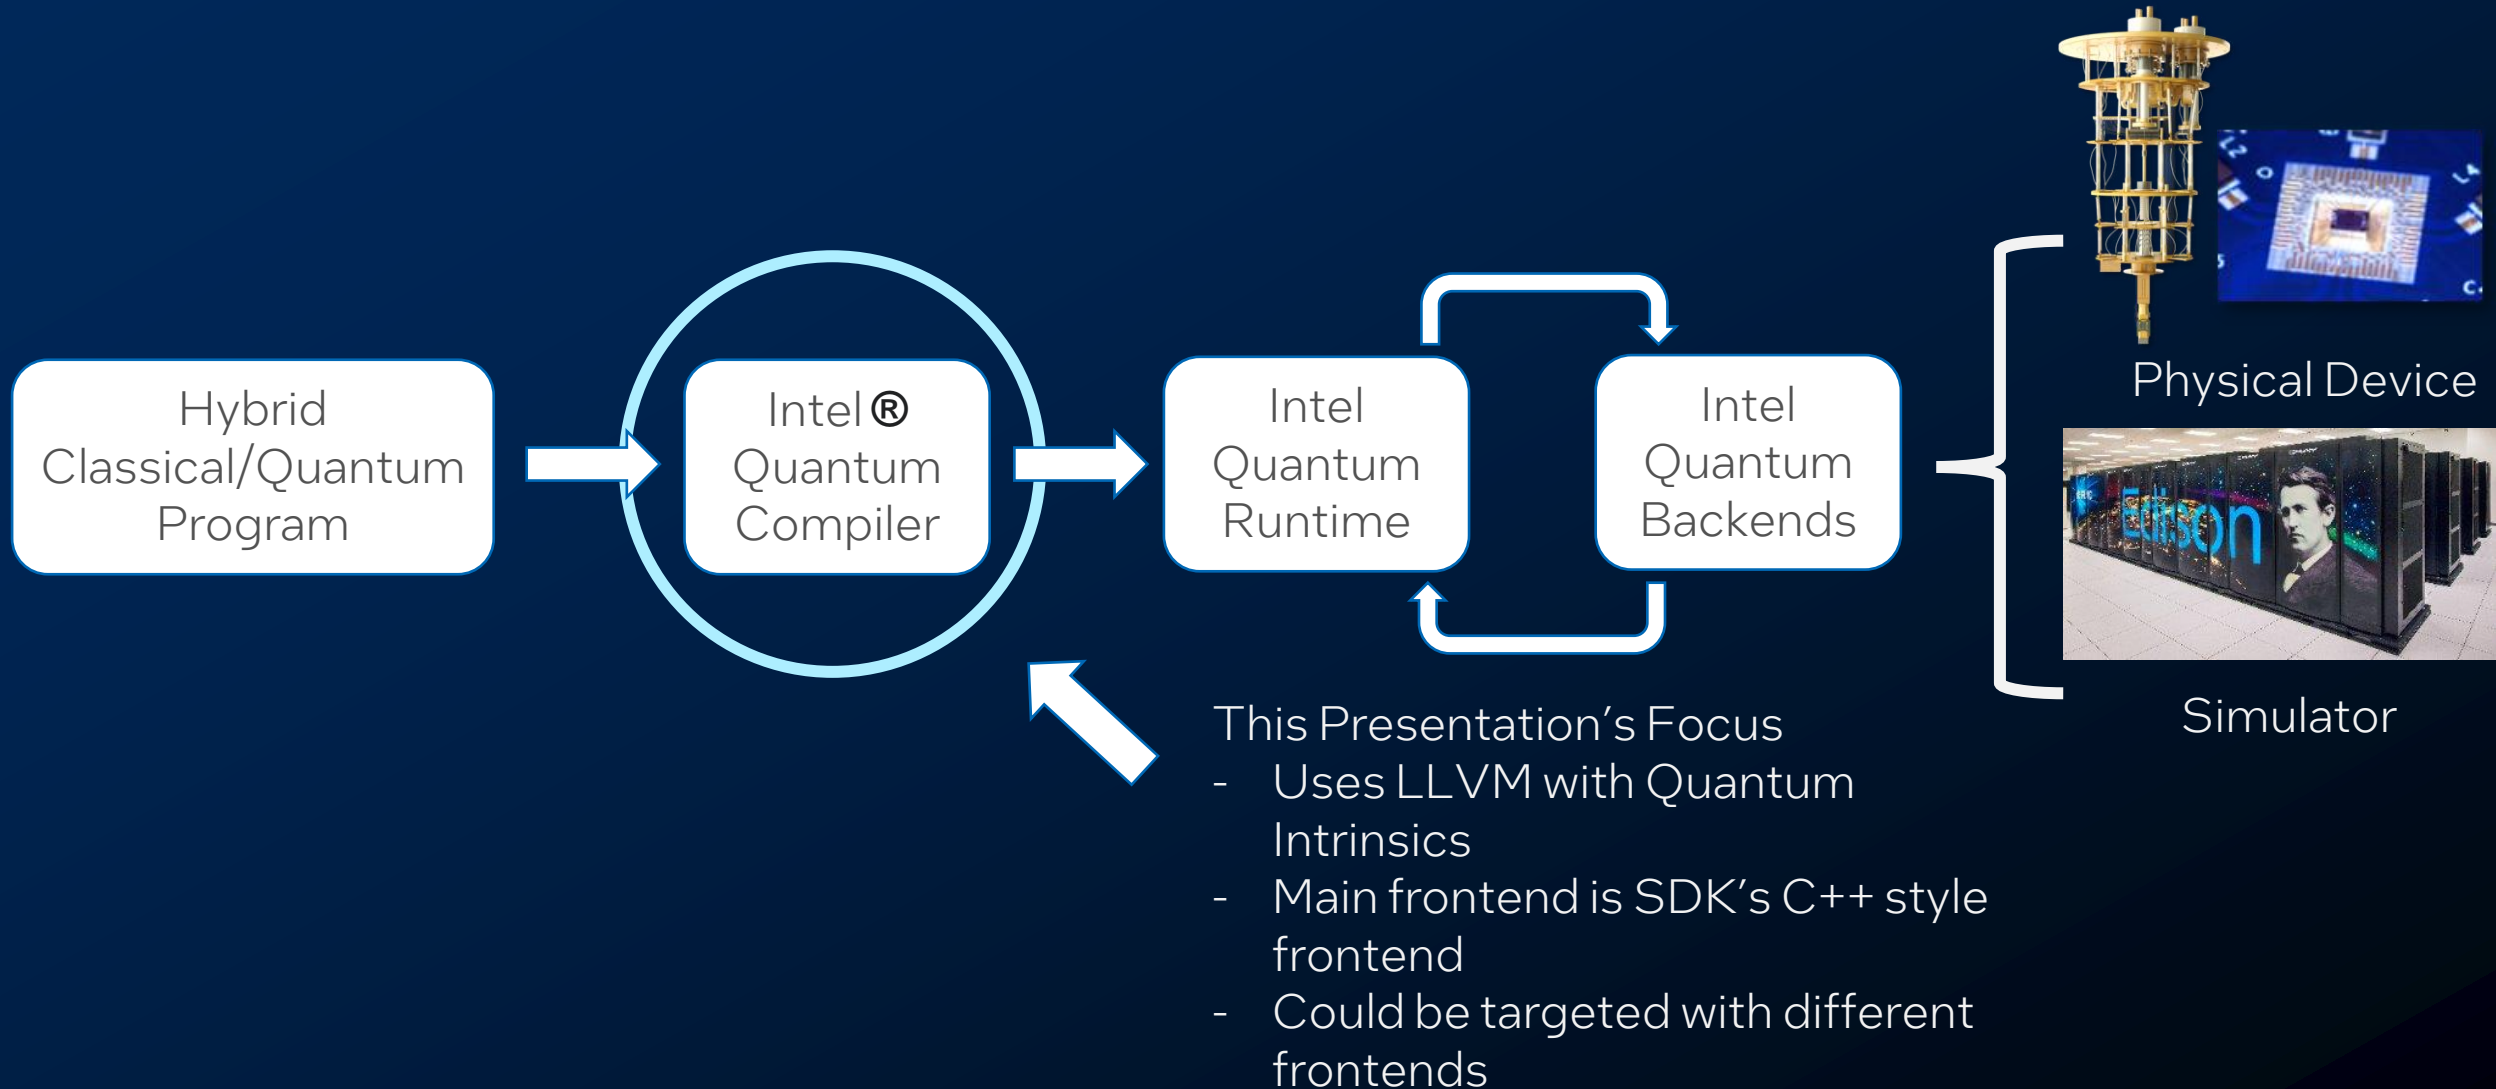 Hybrid
Classical/Quantum
Program
Intel®
Quantum
Compiler
Intel
Quantum
Runtime
Intel
Quantum
Backends
Physical Device
Edison
Simulator
This Presentation’s Focus
- Uses LLVM with Quantum
Intrinsics
- Main frontend is SDK’s C++ style
frontend
- Could be targeted with different
frontends